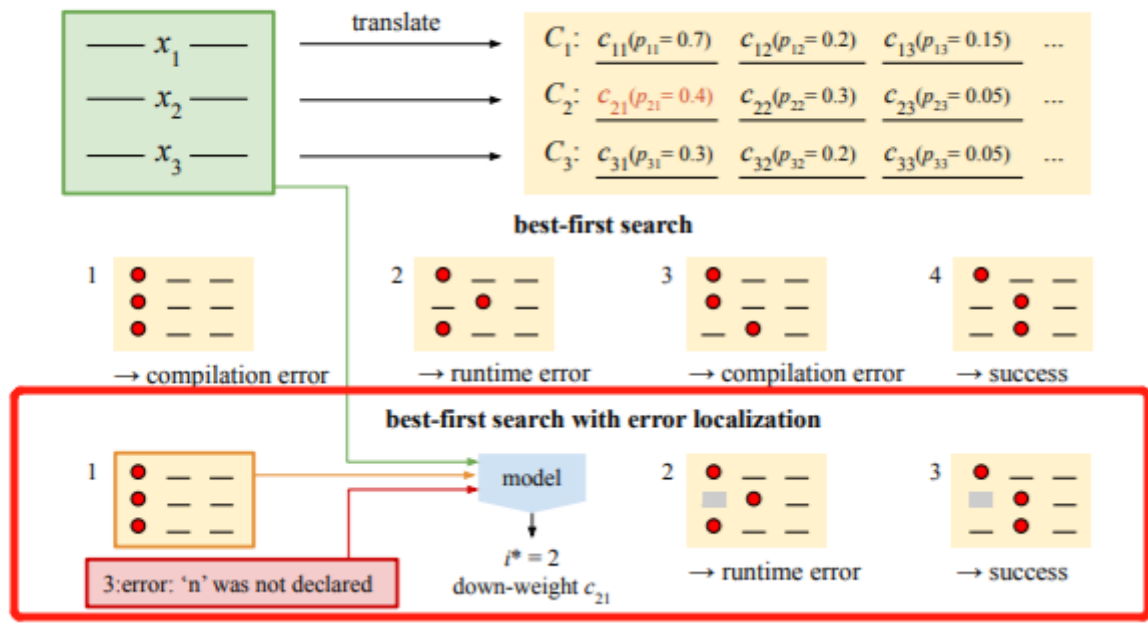 translate
x1
C1: c11(p11= 0.7) c12(p12= 0.2) c13(p13= 0.15) ...
x2
C2: c21(p21= 0.4) c22(p22= 0.3) c23(p23= 0.05) ...
x3
C3: c31(p31= 0.3) c32(p32= 0.2) c33(p33= 0.05) ...
best-first search
1 2 3 4
→ compilation error → runtime error → compilation error → success
best-first search with error localization
1 model 2 3
3:error: ‘n’ was not declared
i* = 2
down-weight c21
→ runtime error → success